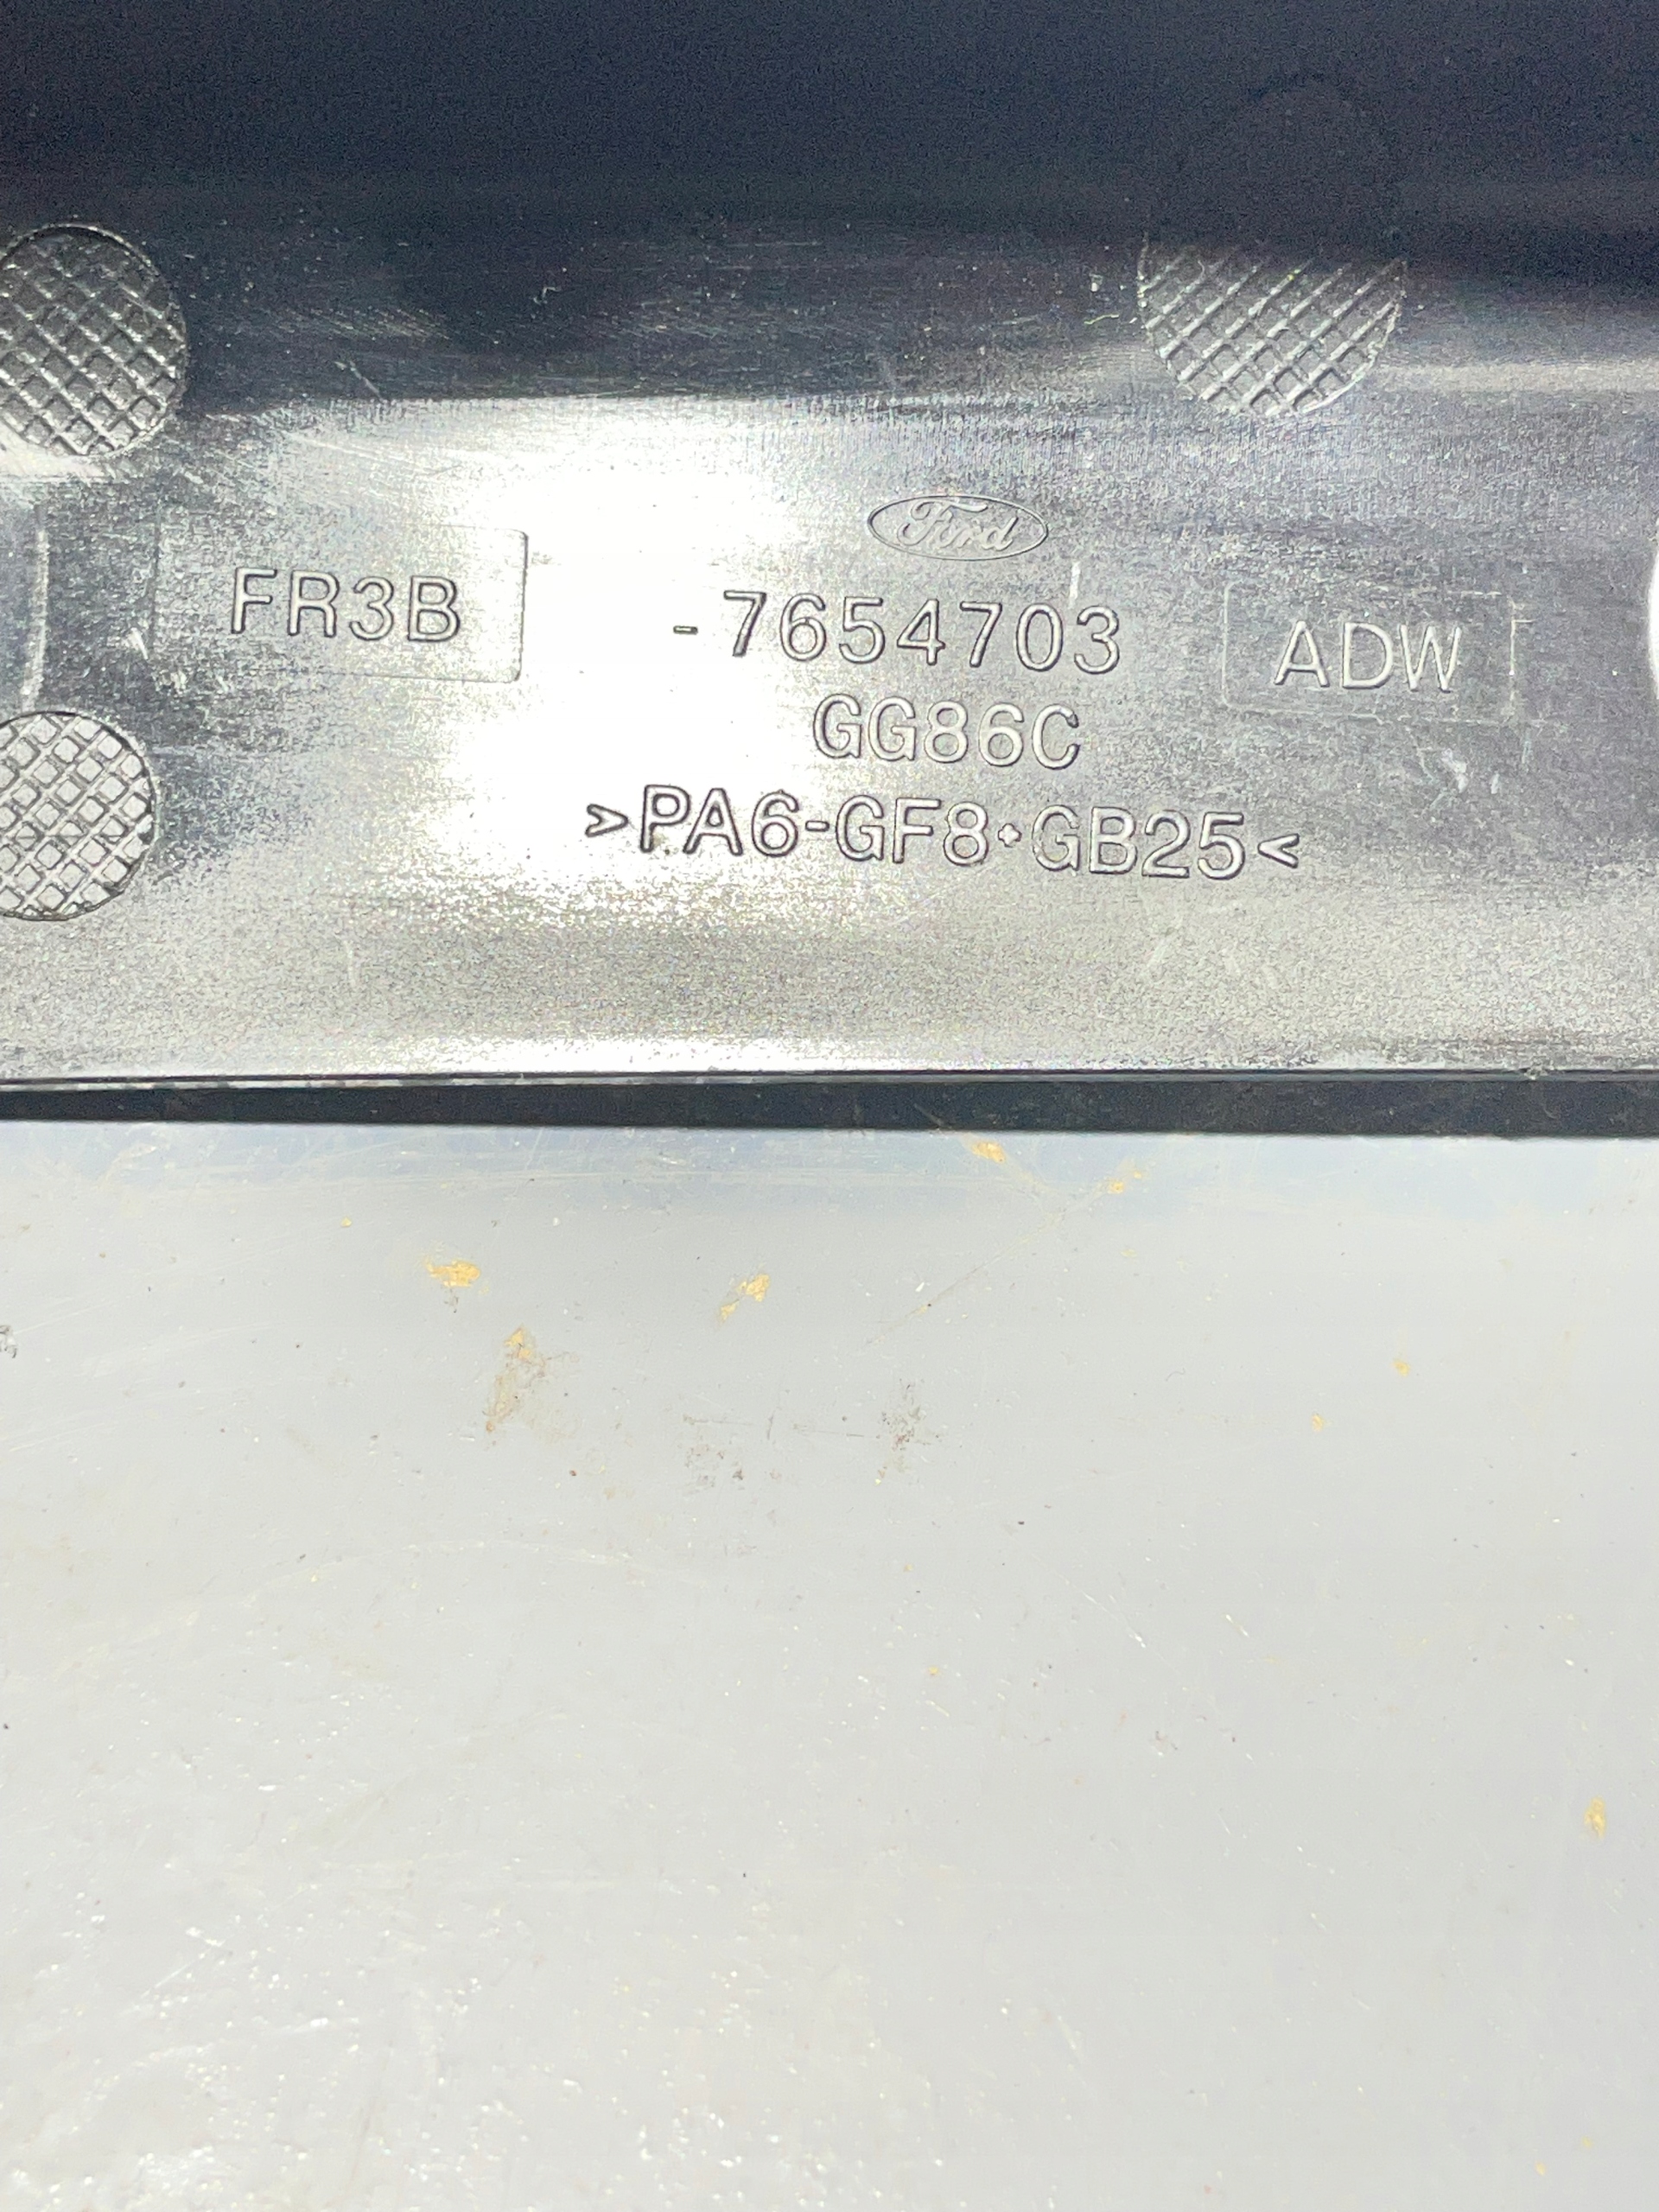 Ford
FR3B -7654703 ADW
GG86C
>PA6-GF8+GB25<